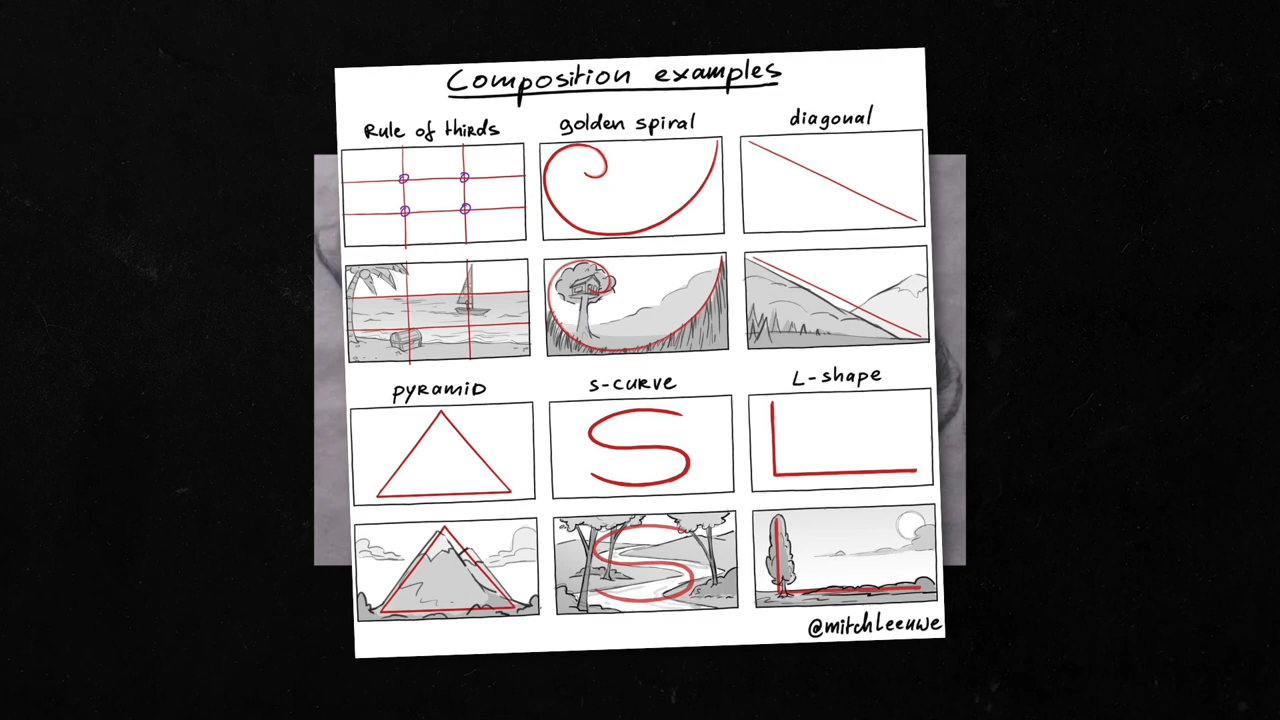 Composition examples
Rule of thirds
golden spiral
diagonal
pyramid
s-curve
L-shape
@mitchleeuwe